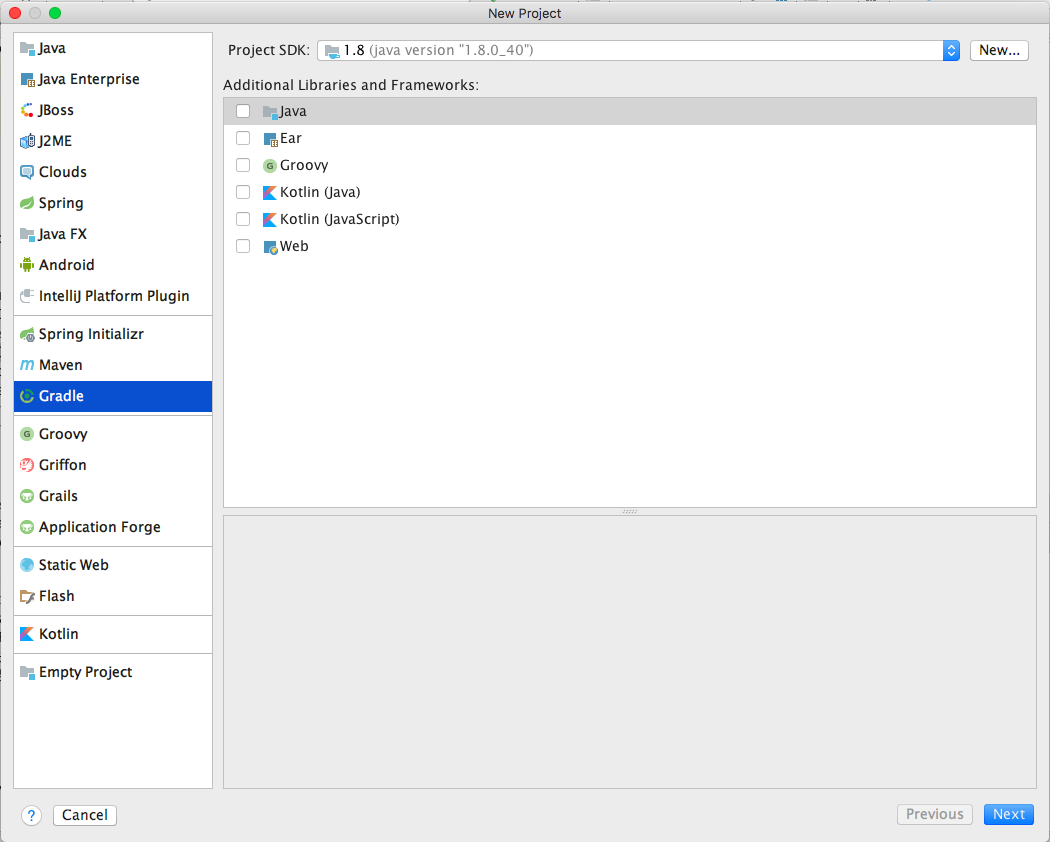 New Project
Java
Java Enterprise
JBoss
J2ME
Clouds
Spring
Java FX
Android
IntelliJ Platform Plugin
Spring Initializr
Maven
Gradle
Groovy
Griffon
Grails
Application Forge
Static Web
Flash
Kotlin
Empty Project
Project SDK: 1.8 (java version "1.8.0_40") New...
Additional Libraries and Frameworks:
Java
Ear
Groovy
Kotlin (Java)
Kotlin (JavaScript)
Web
? Cancel Previous Next